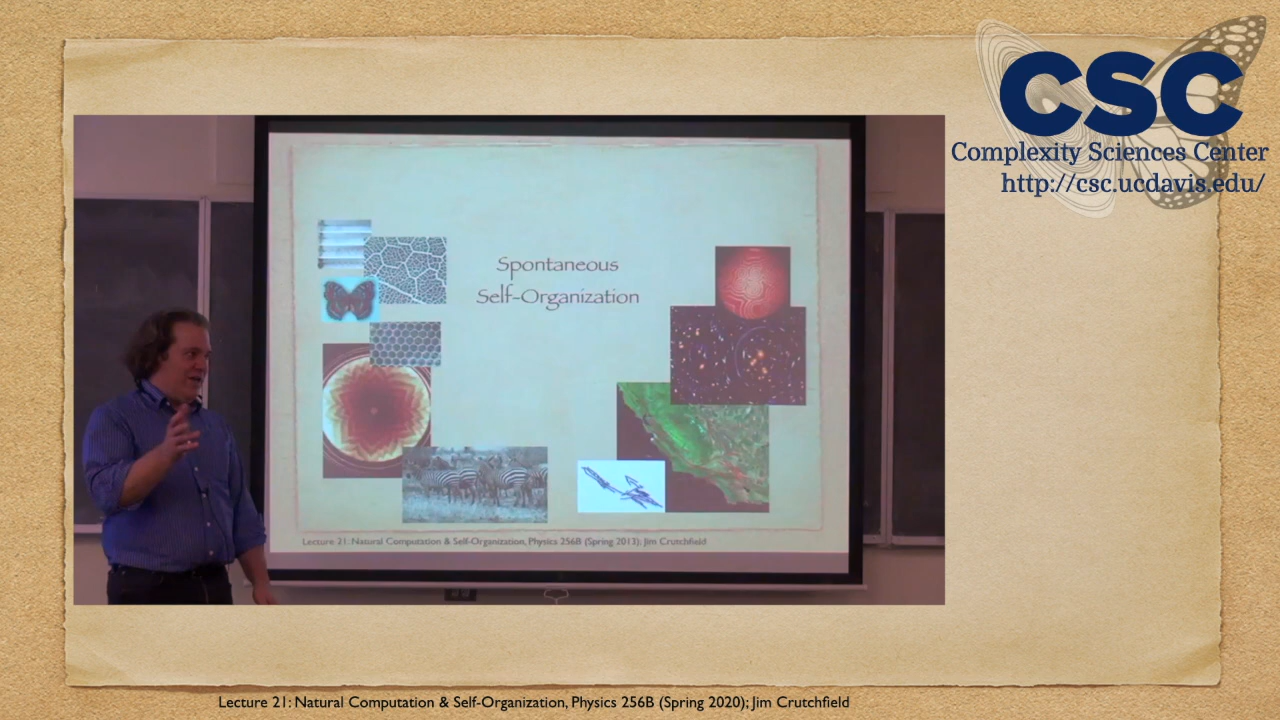 CSC
Complexity Sciences Center
http://csc.ucdavis.edu/
Spontaneous
Self-Organization
Lecture 21: Natural Computation & Self-Organization, Physics 256B (Spring 2013); Jim Crutchfield
Lecture 21: Natural Computation & Self-Organization, Physics 256B (Spring 2020); Jim Crutchfield